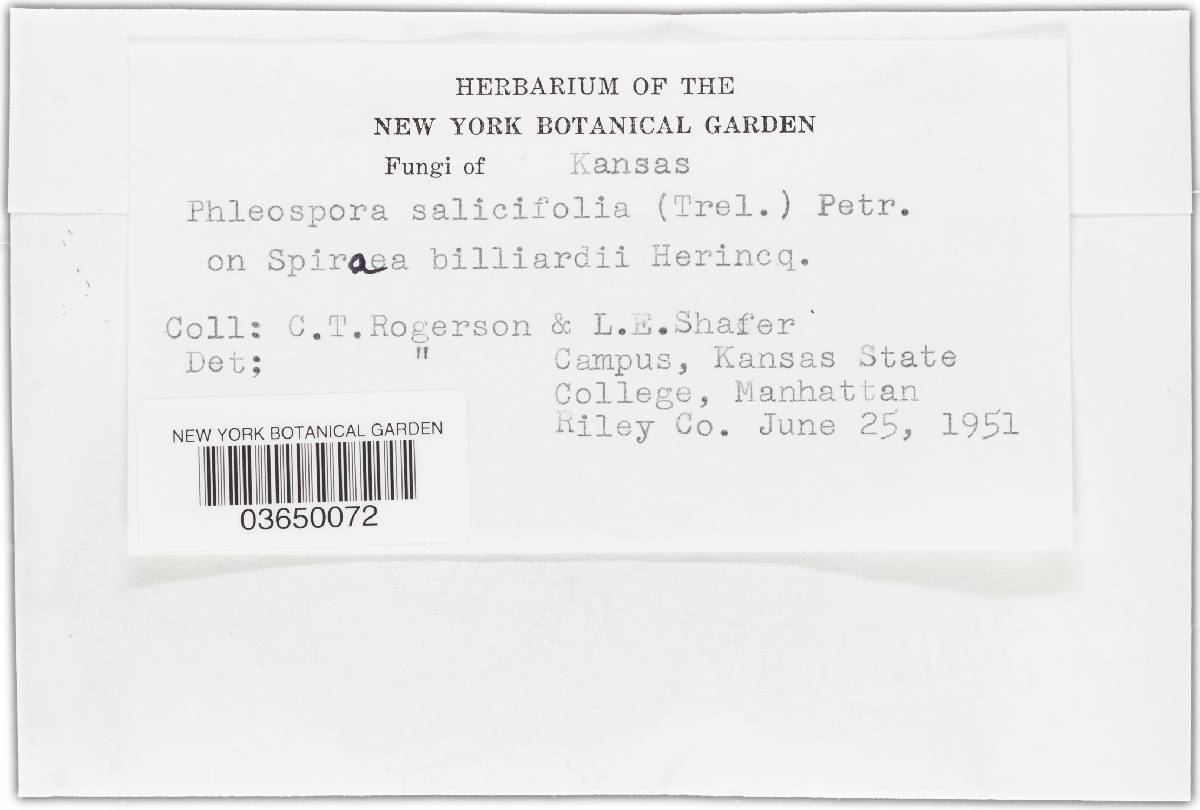 HERBARIUM OF THE
NEW YORK BOTANICAL GARDEN
Fungi of Kansas
Phleospora salicifolia (Trel.) Petr.
on Spiraea billiardii Herincq.
Coll: C.T.Rogerson & L.E.Shafer
Det; " Campus, Kansas State
College, Manhattan
Riley Co. June 25, 1951
NEW YORK BOTANICAL GARDEN
03650072